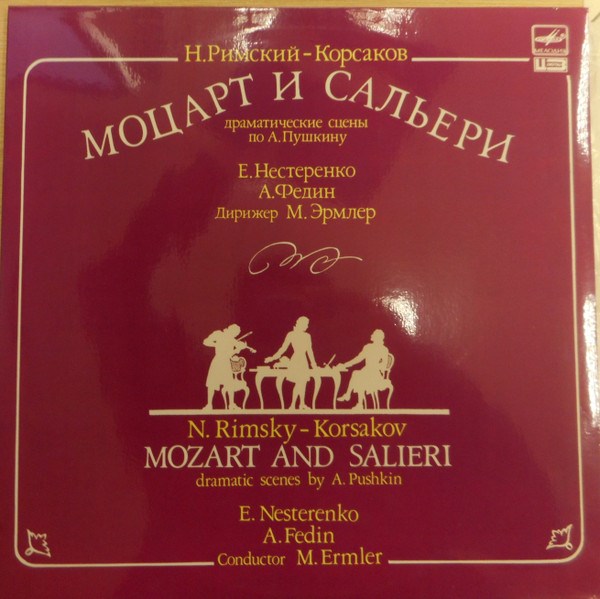 МЕЛОДИЯ
Н.Римский-Корсаков
МОЦАРТ И САЛЬЕРИ
драматические сцены
по А.Пушкину
Е.Нестеренко
А.Федин
Дирижер М.Эрмлер
N. Rimsky-Korsakov
MOZART AND SALIERI
dramatic scenes by A. Pushkin
E. Nesterenko
A. Fedin
Conductor M. Ermler